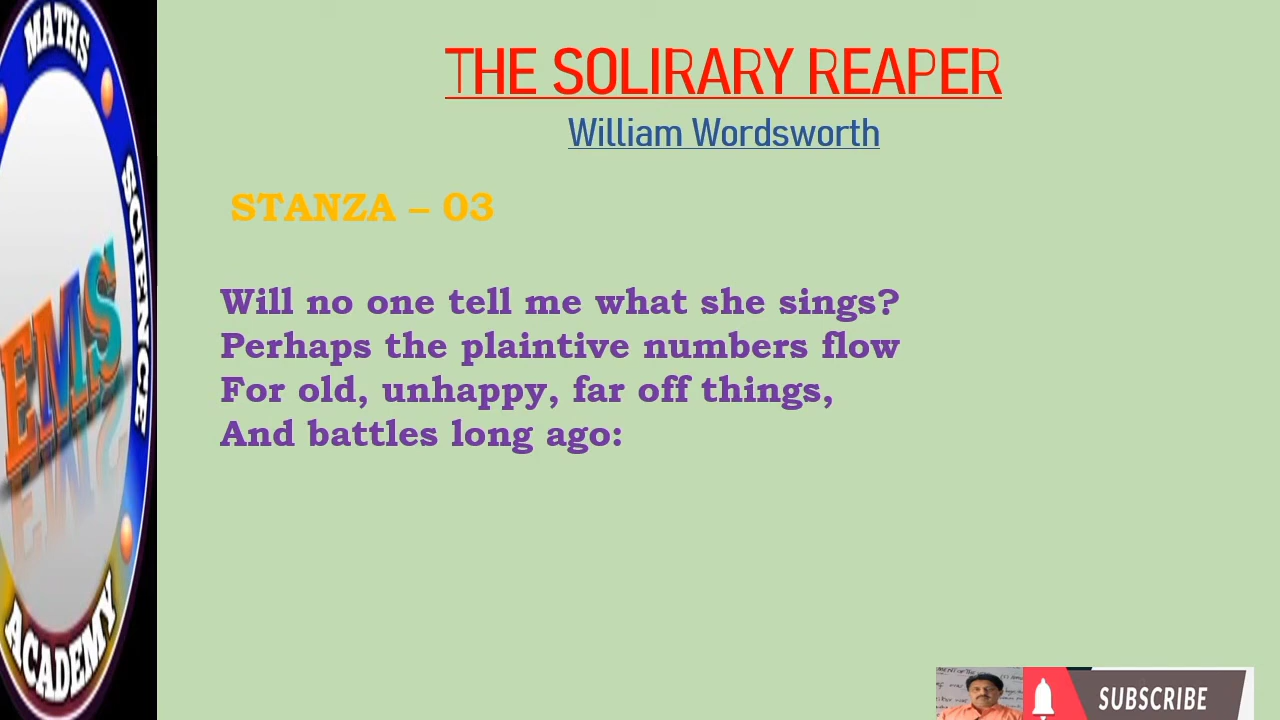 MATHS
SCIENCE
EMS
ACADEMY
THE SOLIRARY REAPER
William Wordsworth
STANZA – 03
Will no one tell me what she sings?
Perhaps the plaintive numbers flow
For old, unhappy, far off things,
And battles long ago:
SUBSCRIBE